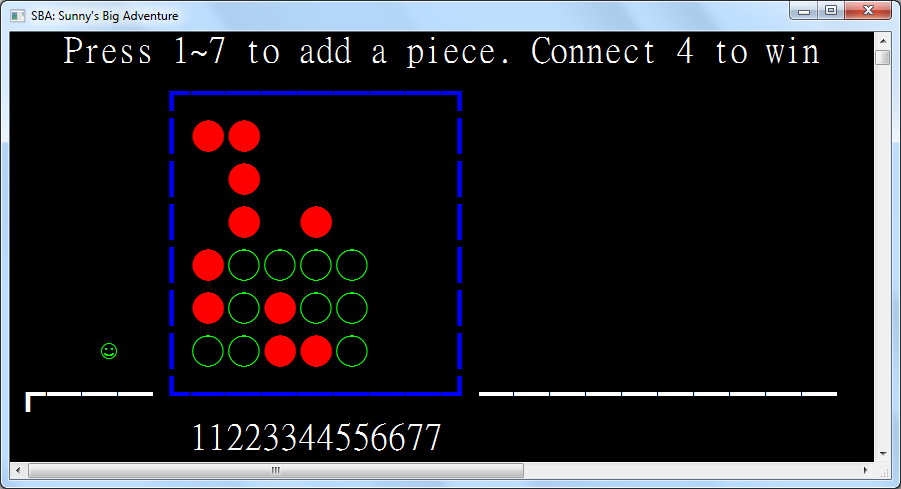 SBA: Sunny's Big Adventure
Press 1~7 to add a piece. Connect 4 to win
11223344556677